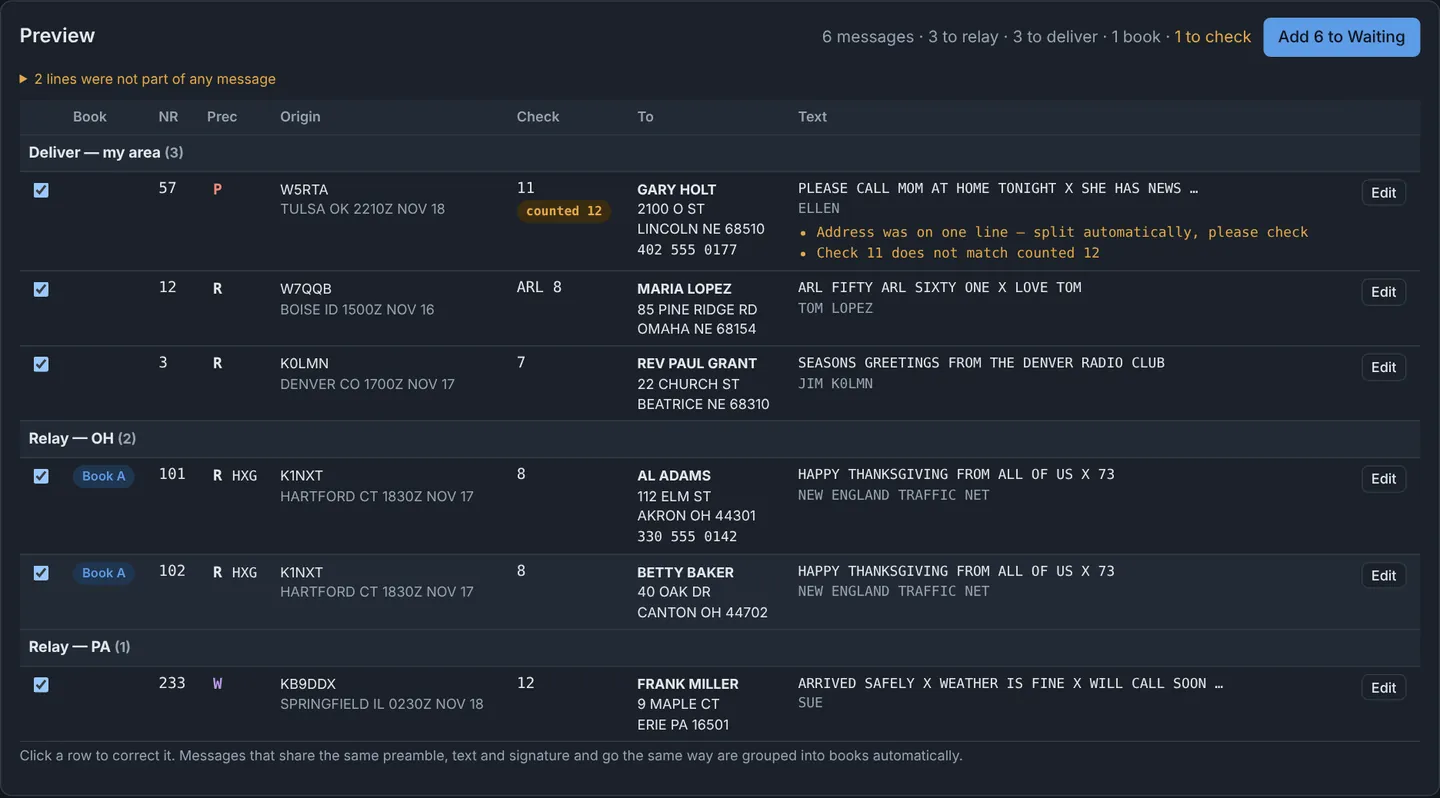 Preview
6 messages · 3 to relay · 3 to deliver · 1 book · 1 to check
Add 6 to Waiting
▶ 2 lines were not part of any message
Book NR Prec Origin Check To Text
Deliver — my area (3)
57 P W5RTA 11 GARY HOLT PLEASE CALL MOM AT HOME TONIGHT X SHE HAS NEWS … Edit
TULSA OK 2210Z NOV 18 counted 12 2100 O ST ELLEN
LINCOLN NE 68510 • Address was on one line — split automatically, please check
402 555 0177 • Check 11 does not match counted 12
12 R W7QQB ARL 8 MARIA LOPEZ ARL FIFTY ARL SIXTY ONE X LOVE TOM Edit
BOISE ID 1500Z NOV 16 85 PINE RIDGE RD TOM LOPEZ
OMAHA NE 68154
3 R K0LMN 7 REV PAUL GRANT SEASONS GREETINGS FROM THE DENVER RADIO CLUB Edit
DENVER CO 1700Z NOV 17 22 CHURCH ST JIM K0LMN
BEATRICE NE 68310
Relay — OH (2)
Book A 101 R HXG K1NXT 8 AL ADAMS HAPPY THANKSGIVING FROM ALL OF US X 73 Edit
HARTFORD CT 1830Z NOV 17 112 ELM ST NEW ENGLAND TRAFFIC NET
AKRON OH 44301
330 555 0142
Book A 102 R HXG K1NXT 8 BETTY BAKER HAPPY THANKSGIVING FROM ALL OF US X 73 Edit
HARTFORD CT 1830Z NOV 17 40 OAK DR NEW ENGLAND TRAFFIC NET
CANTON OH 44702
Relay — PA (1)
233 W KB9DDX 12 FRANK MILLER ARRIVED SAFELY X WEATHER IS FINE X WILL CALL SOON … Edit
SPRINGFIELD IL 0230Z NOV 18 9 MAPLE CT SUE
ERIE PA 16501
Click a row to correct it. Messages that share the same preamble, text and signature and go the same way are grouped into books automatically.